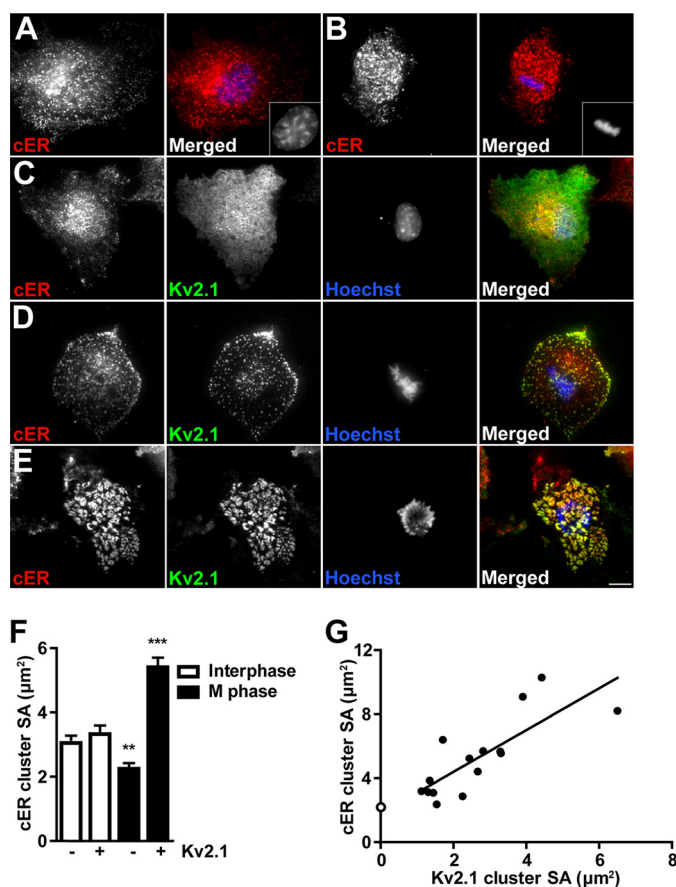 A B
cER Merged cER Merged
C
cER Kv2.1 Hoechst Merged
D
cER Kv2.1 Hoechst Merged
E
cER Kv2.1 Hoechst Merged
F
cER cluster SA (µm²)
6
4
2
0
** ***
Interphase
M phase
- + - + Kv2.1
G
cER cluster SA (µm²)
12
8
4
0
0 2 4 6 8
Kv2.1 cluster SA (µm²)